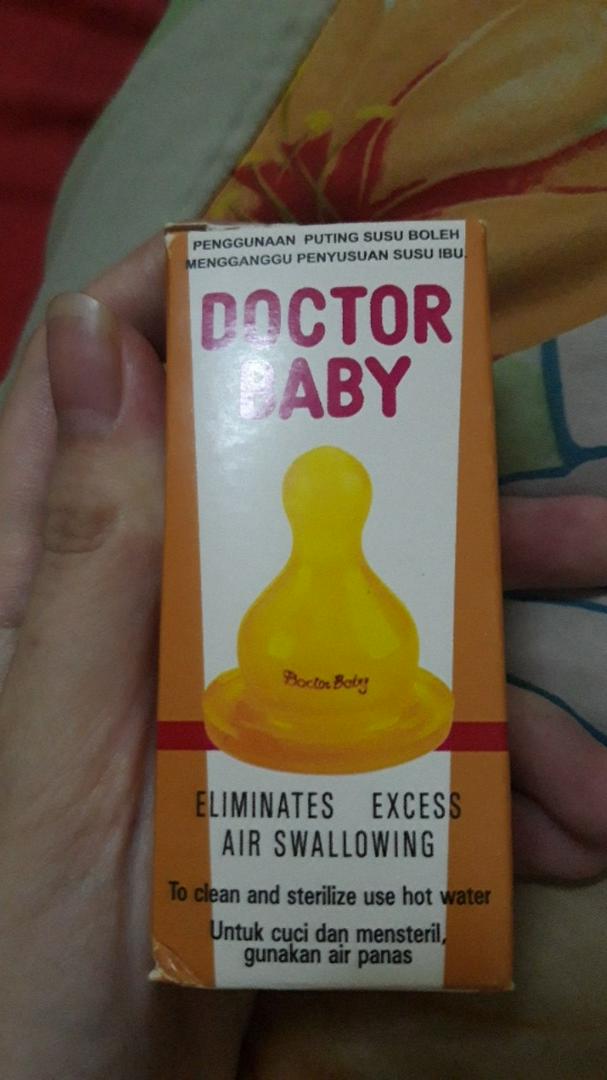 PENGGUNAAN PUTING SUSU BOLEH
MENGGANGGU PENYUSUAN SUSU IBU.
DOCTOR
BABY
Doctor Baby
ELIMINATES EXCESS
AIR SWALLOWING
To clean and sterilize use hot water
Untuk cuci dan mensteril,
gunakan air panas